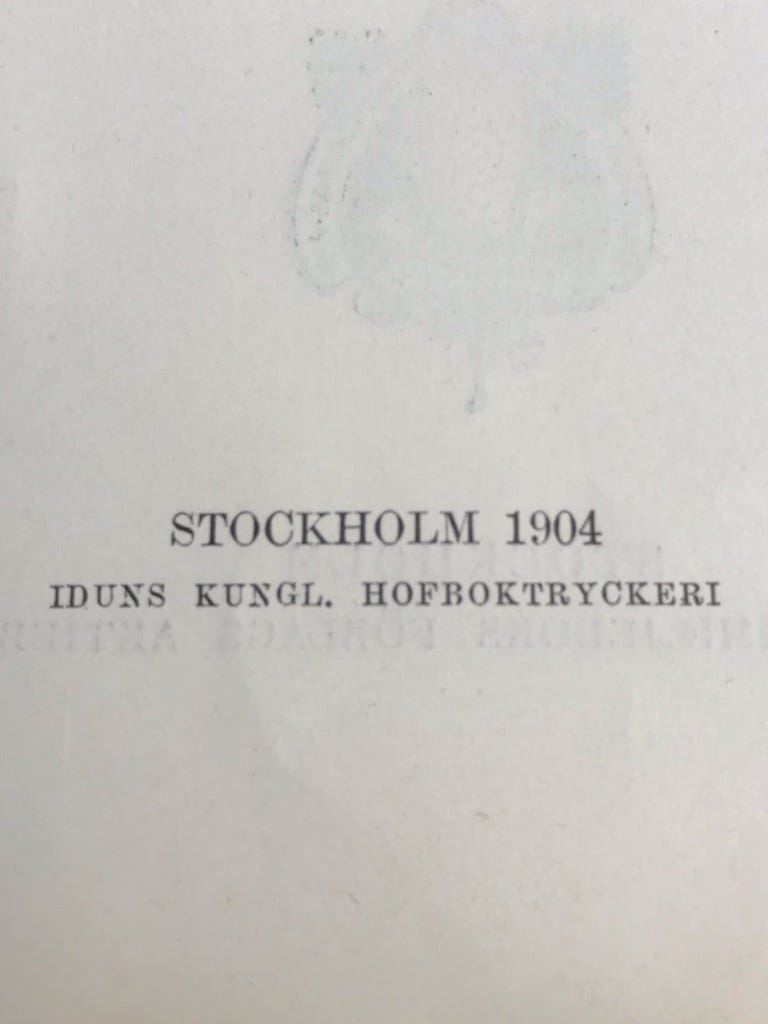 STOCKHOLM 1904
IDUNS KUNGL. HOFBOKTRYCKERI